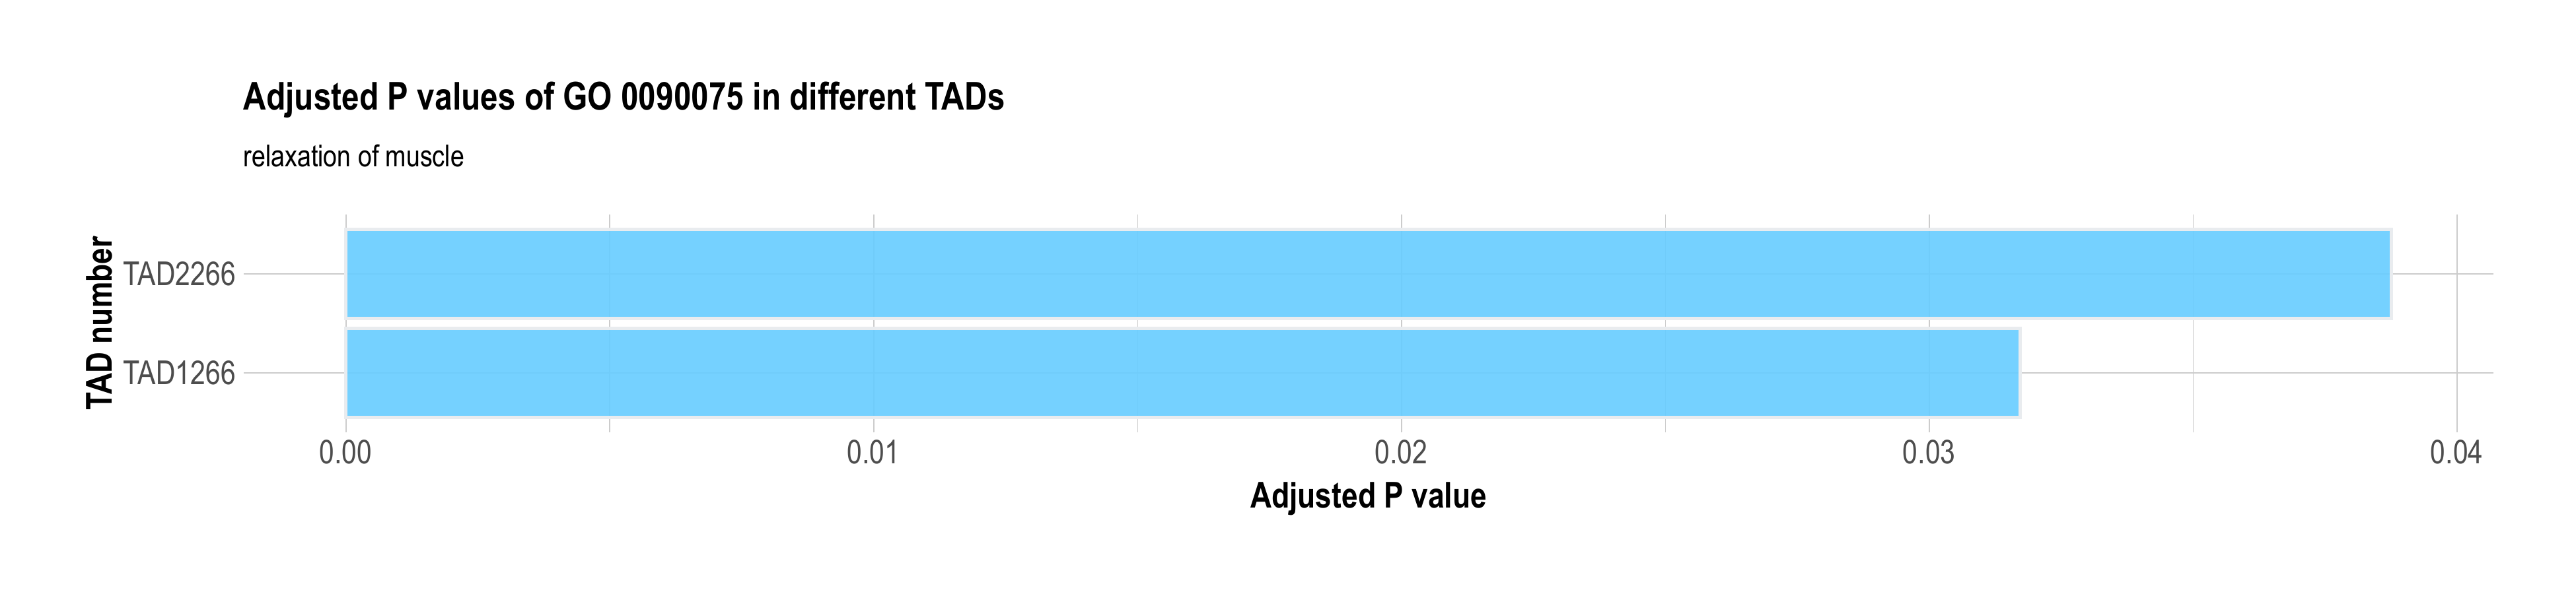 Adjusted P values of GO 0090075 in different TADs
relaxation of muscle
TAD number
TAD2266
TAD1266
0.00 0.01 0.02 0.03 0.04
Adjusted P value